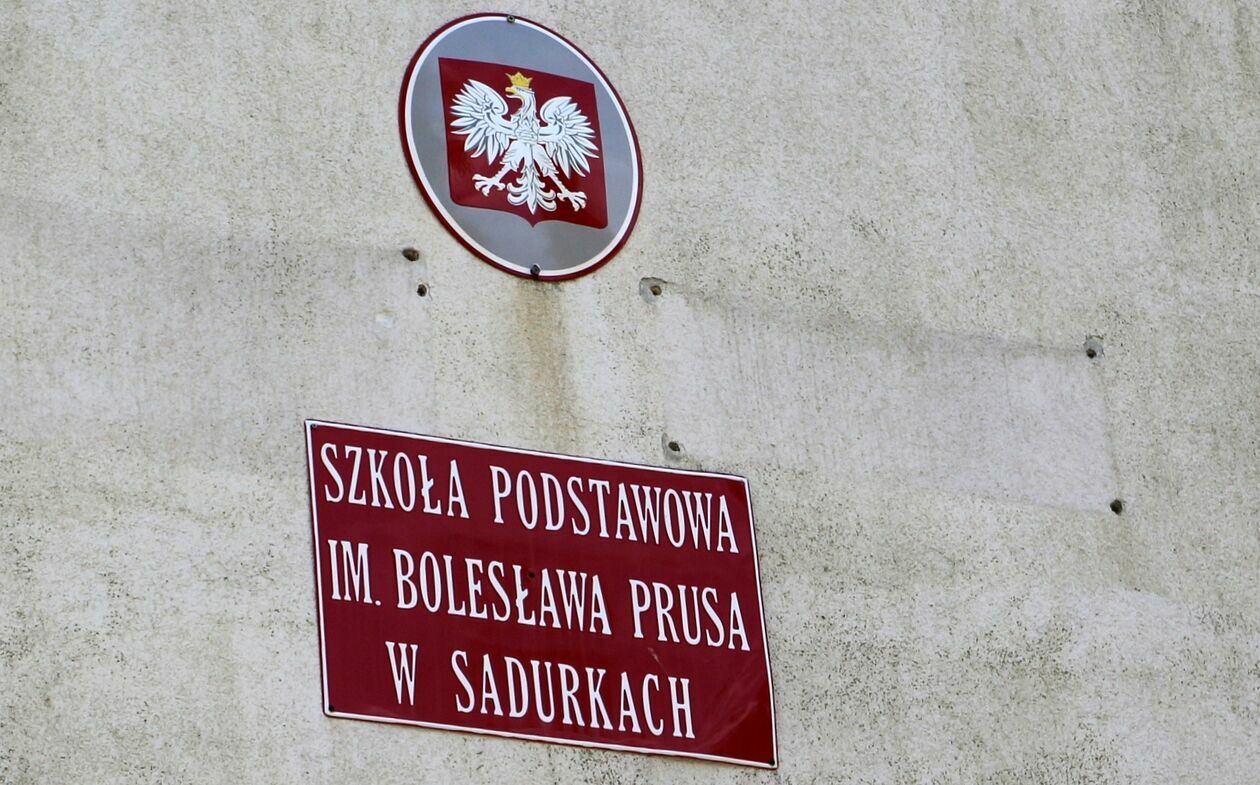 SZKOŁA PODSTAWOWA
IM. BOLESŁAWA PRUSA
W SADURKACH